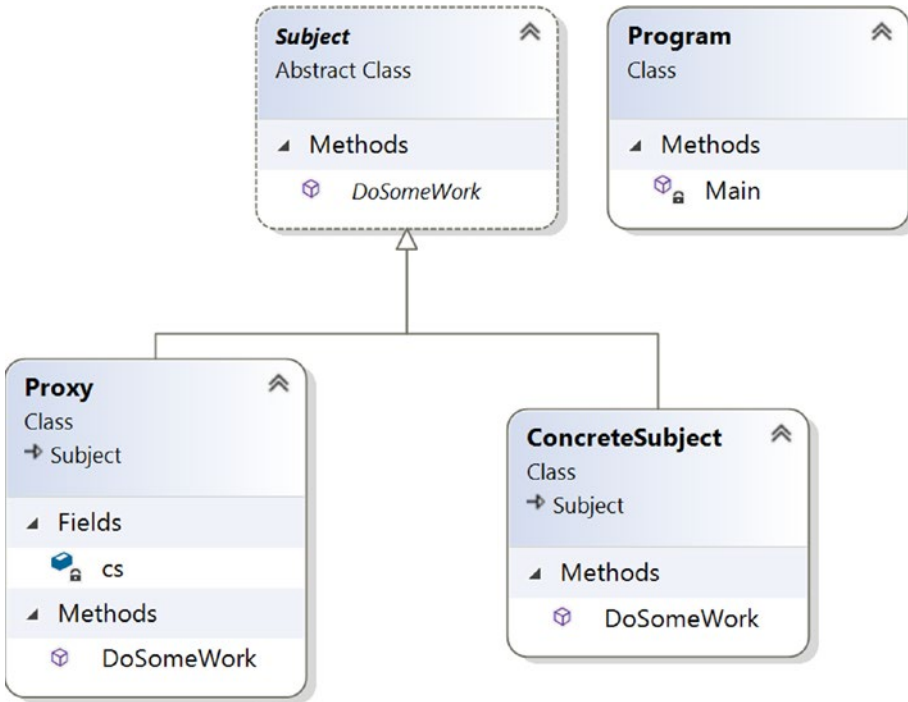 Subject
Abstract Class
Methods
DoSomeWork
Program
Class
Methods
Main
Proxy
Class
Subject
Fields
cs
Methods
DoSomeWork
ConcreteSubject
Class
Subject
Methods
DoSomeWork